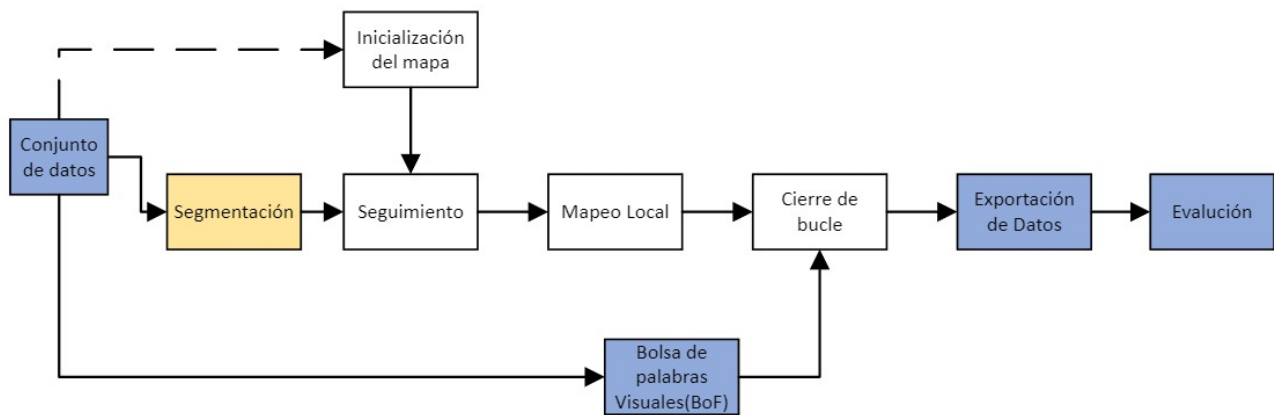 Inicialización
del mapa
Conjunto
de datos
Segmentación
Seguimiento
Mapeo Local
Cierre de
bucle
Exportación
de Datos
Evalución
Bolsa de
palabras
Visuales(BoF)